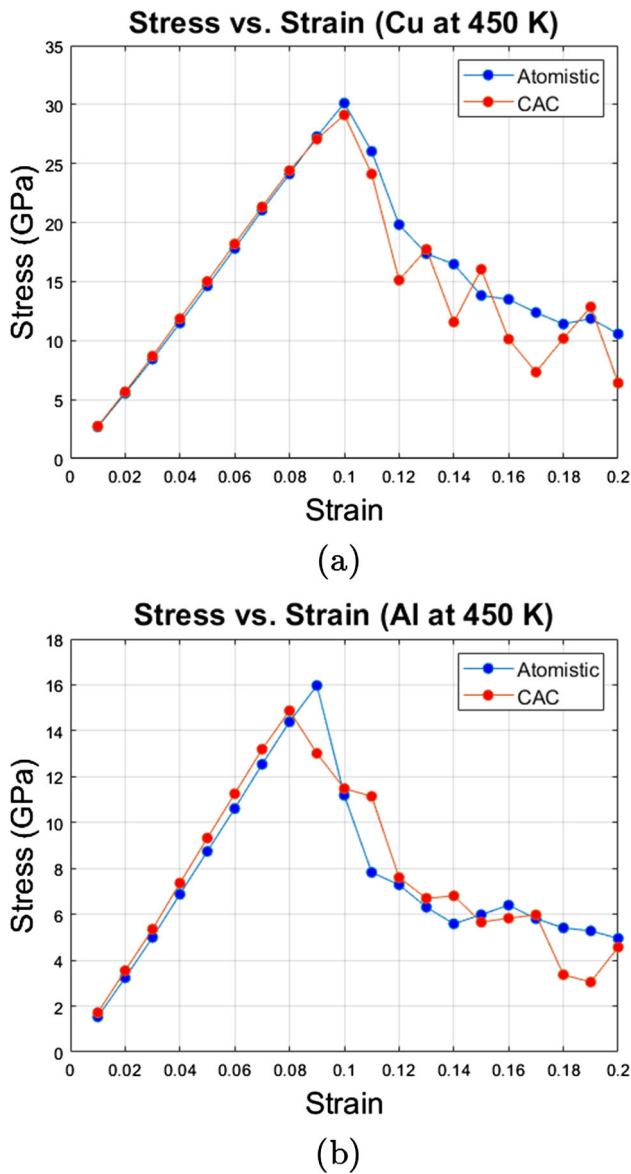 Stress vs. Strain (Cu at 450 K)
35
30
25
20
15
10
5
0
Stress (GPa)
Atomistic
CAC
0 0.02 0.04 0.06 0.08 0.1 0.12 0.14 0.16 0.18 0.2
Strain
(a)
Stress vs. Strain (Al at 450 K)
18
16
14
12
10
8
6
4
2
0
Stress (GPa)
Atomistic
CAC
0 0.02 0.04 0.06 0.08 0.1 0.12 0.14 0.16 0.18 0.2
Strain
(b)